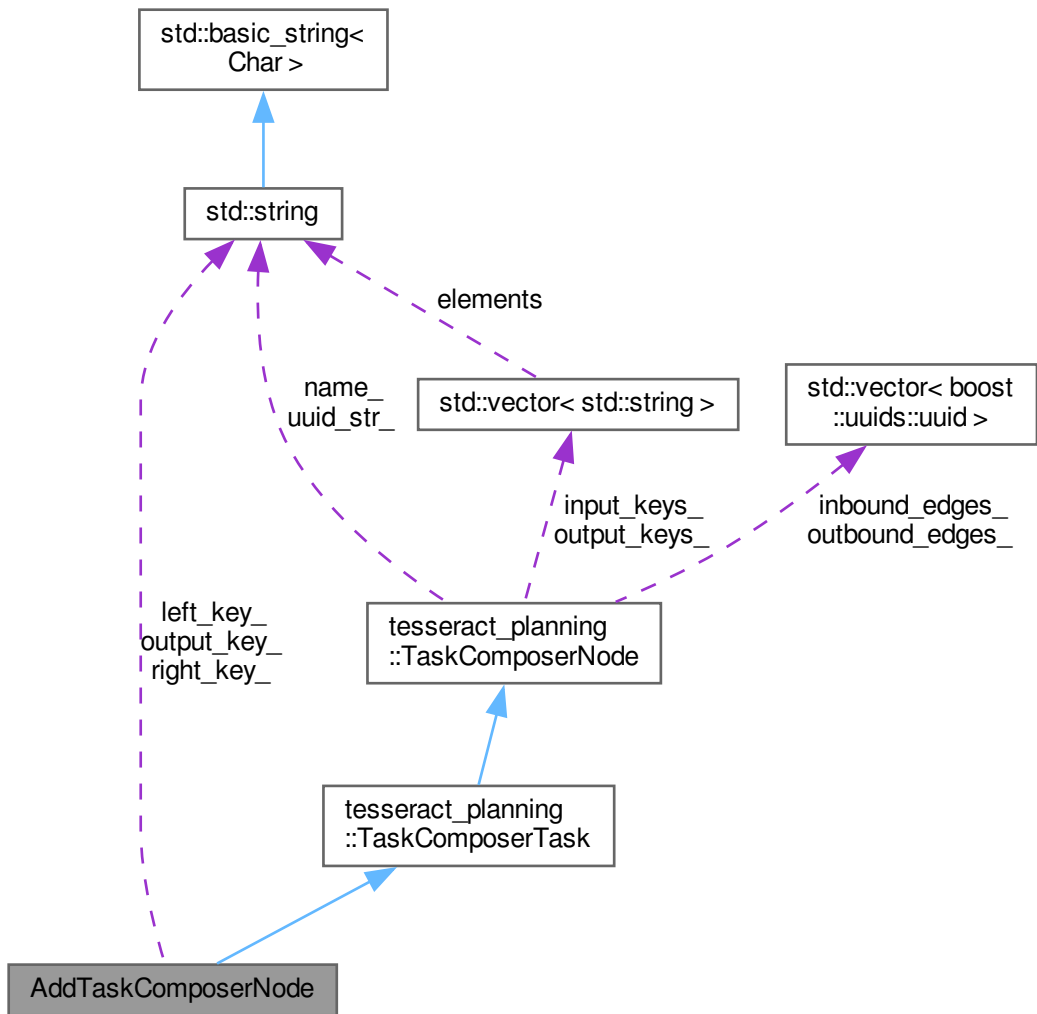 std::basic_string<
Char >
std::string
elements
name_
uuid_str_
std::vector< std::string >
std::vector< boost
::uuids::uuid >
input_keys_
output_keys_
inbound_edges_
outbound_edges_
left_key_
output_key_
right_key_
tesseract_planning
::TaskComposerNode
tesseract_planning
::TaskComposerTask
AddTaskComposerNode